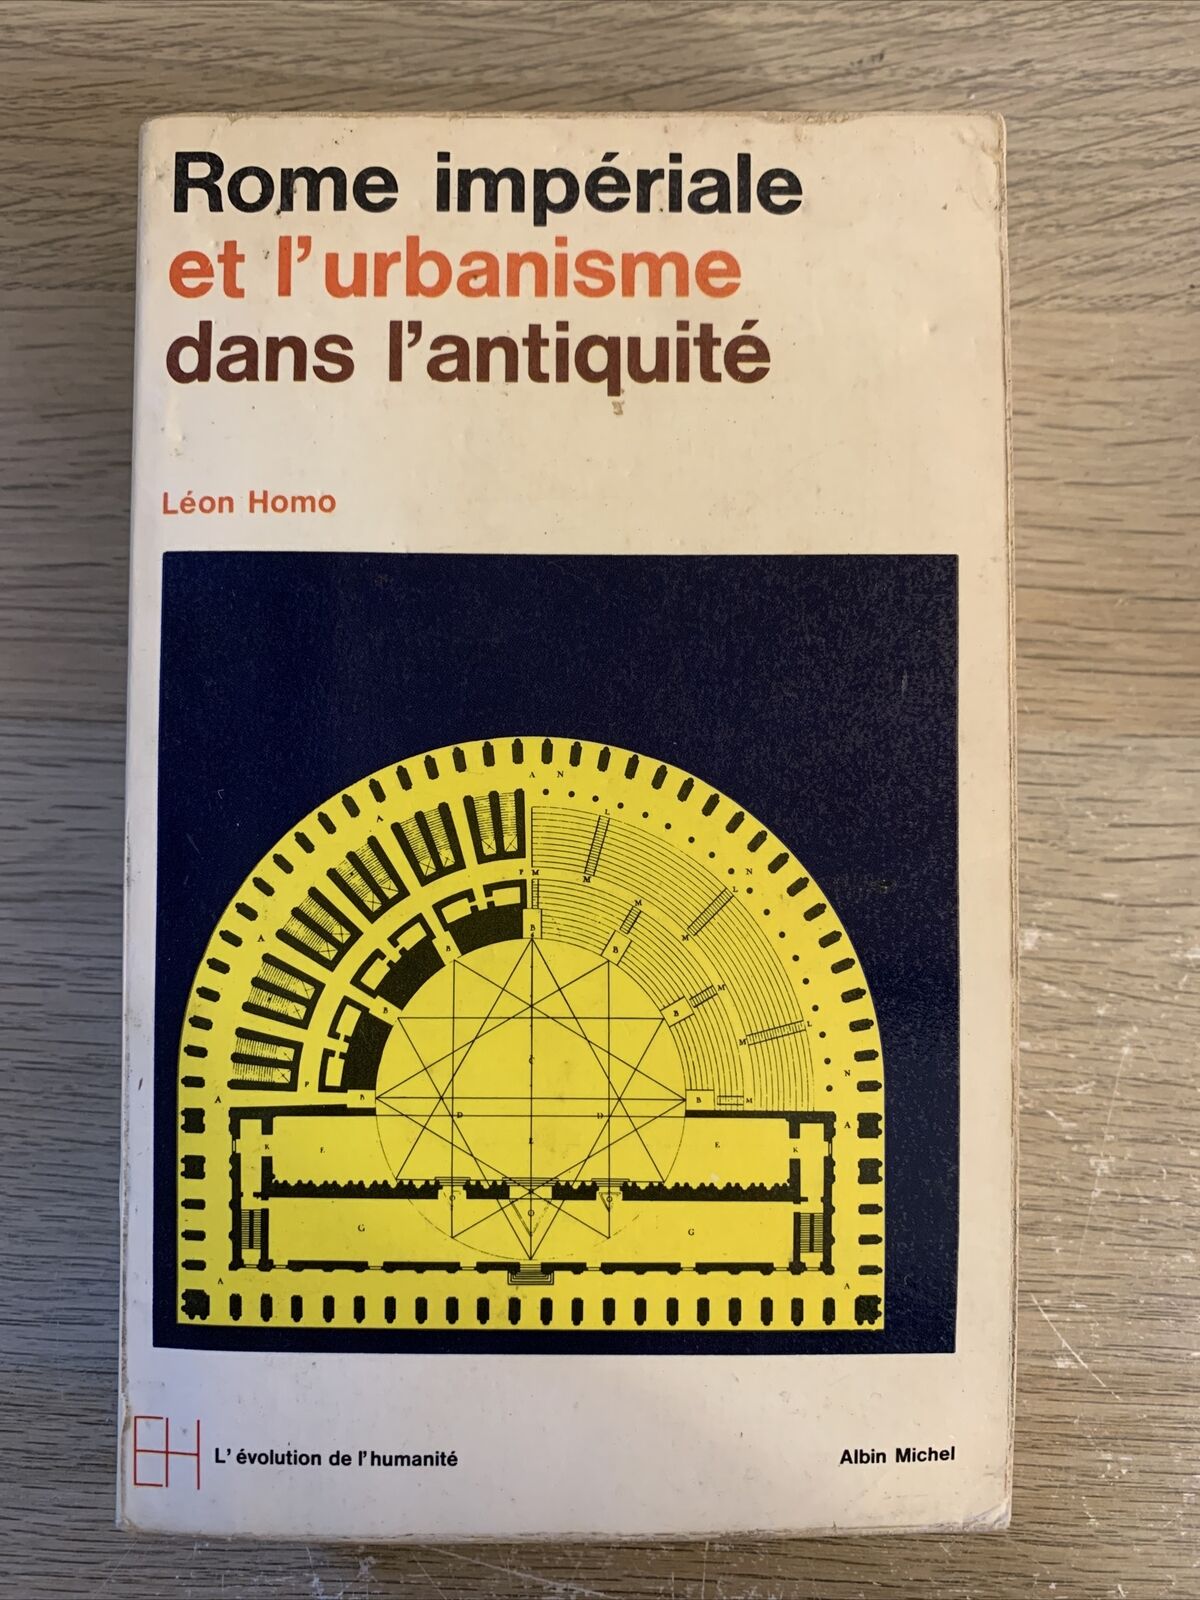 Rome impériale
et l'urbanisme
dans l'antiquité
Léon Homo
EH L'évolution de l'humanité
Albin Michel